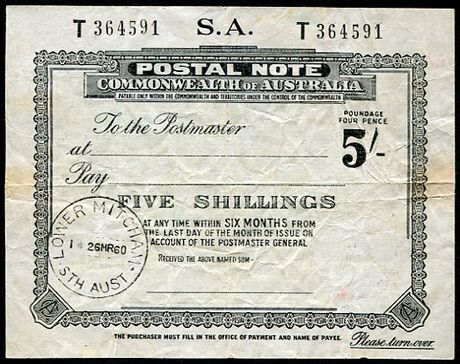 T 364591 S.A. T 364591
POSTAL NOTE
COMMONWEALTH OF AUSTRALIA
PAYABLE ONLY WITHIN THE COMMONWEALTH AND TERRITORIES UNDER THE CONTROL OF THE COMMONWEALTH
POUNDAGE
FOUR PENCE
To the Postmaster
5/-
at
Pay
FIVE SHILLINGS
AT ANY TIME WITHIN SIX MONTHS FROM
THE LAST DAY OF THE MONTH OF ISSUE ON
ACCOUNT OF THE POSTMASTER GENERAL
RECEIVED THE ABOVE NAMED SUM
LOWER MITCHAM
26MR60
STH AUST
THE PURCHASER MUST FILL IN THE OFFICE OF PAYMENT AND NAME OF PAYEE.
Please turn over.